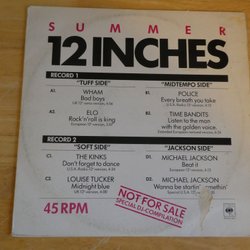 SUMMER
12 INCHES
RECORD 1
"TUFF SIDE"
"MIDTEMPO SIDE"
A1. WHAM
Bad boys
B1. POLICE
Every breath you take
A2. ELO
Rock'n'roll is king
B2. TIME BANDITS
Listen to the man
with the golden voice.
RECORD 2
"SOFT SIDE"
"JACKSON SIDE"
C1. THE KINKS
Don't forget to dance
D1. MICHAEL JACKSON
Beat it
C2. LOUISE TUCKER
Midnight blue
D2. MICHAEL JACKSON
Wanna be startin' somethin'
NOT FOR SALE
SPECIAL DJ-COMPILATION
45 RPM
CBS